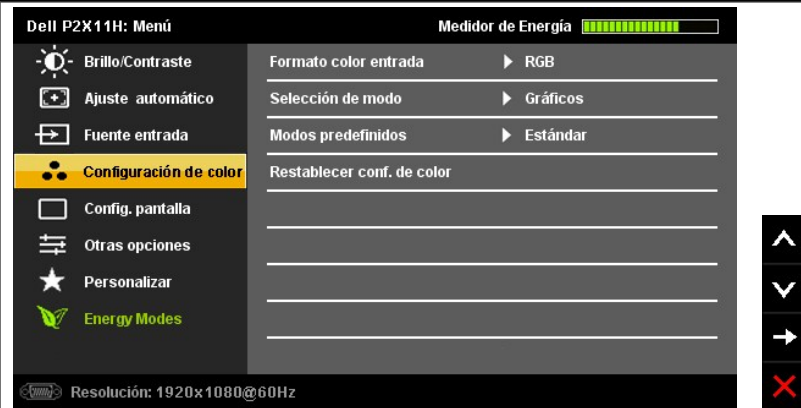 Dell P2X11H: Menú Medidor de Energía
Brillo/Contraste Formato color entrada RGB
Ajuste automático Selección de modo Gráficos
Fuente entrada Modos predefinidos Estándar
Configuración de color Restablecer conf. de color
Config. pantalla
Otras opciones
Personalizar
Energy Modes
Resolución: 1920x1080@60Hz